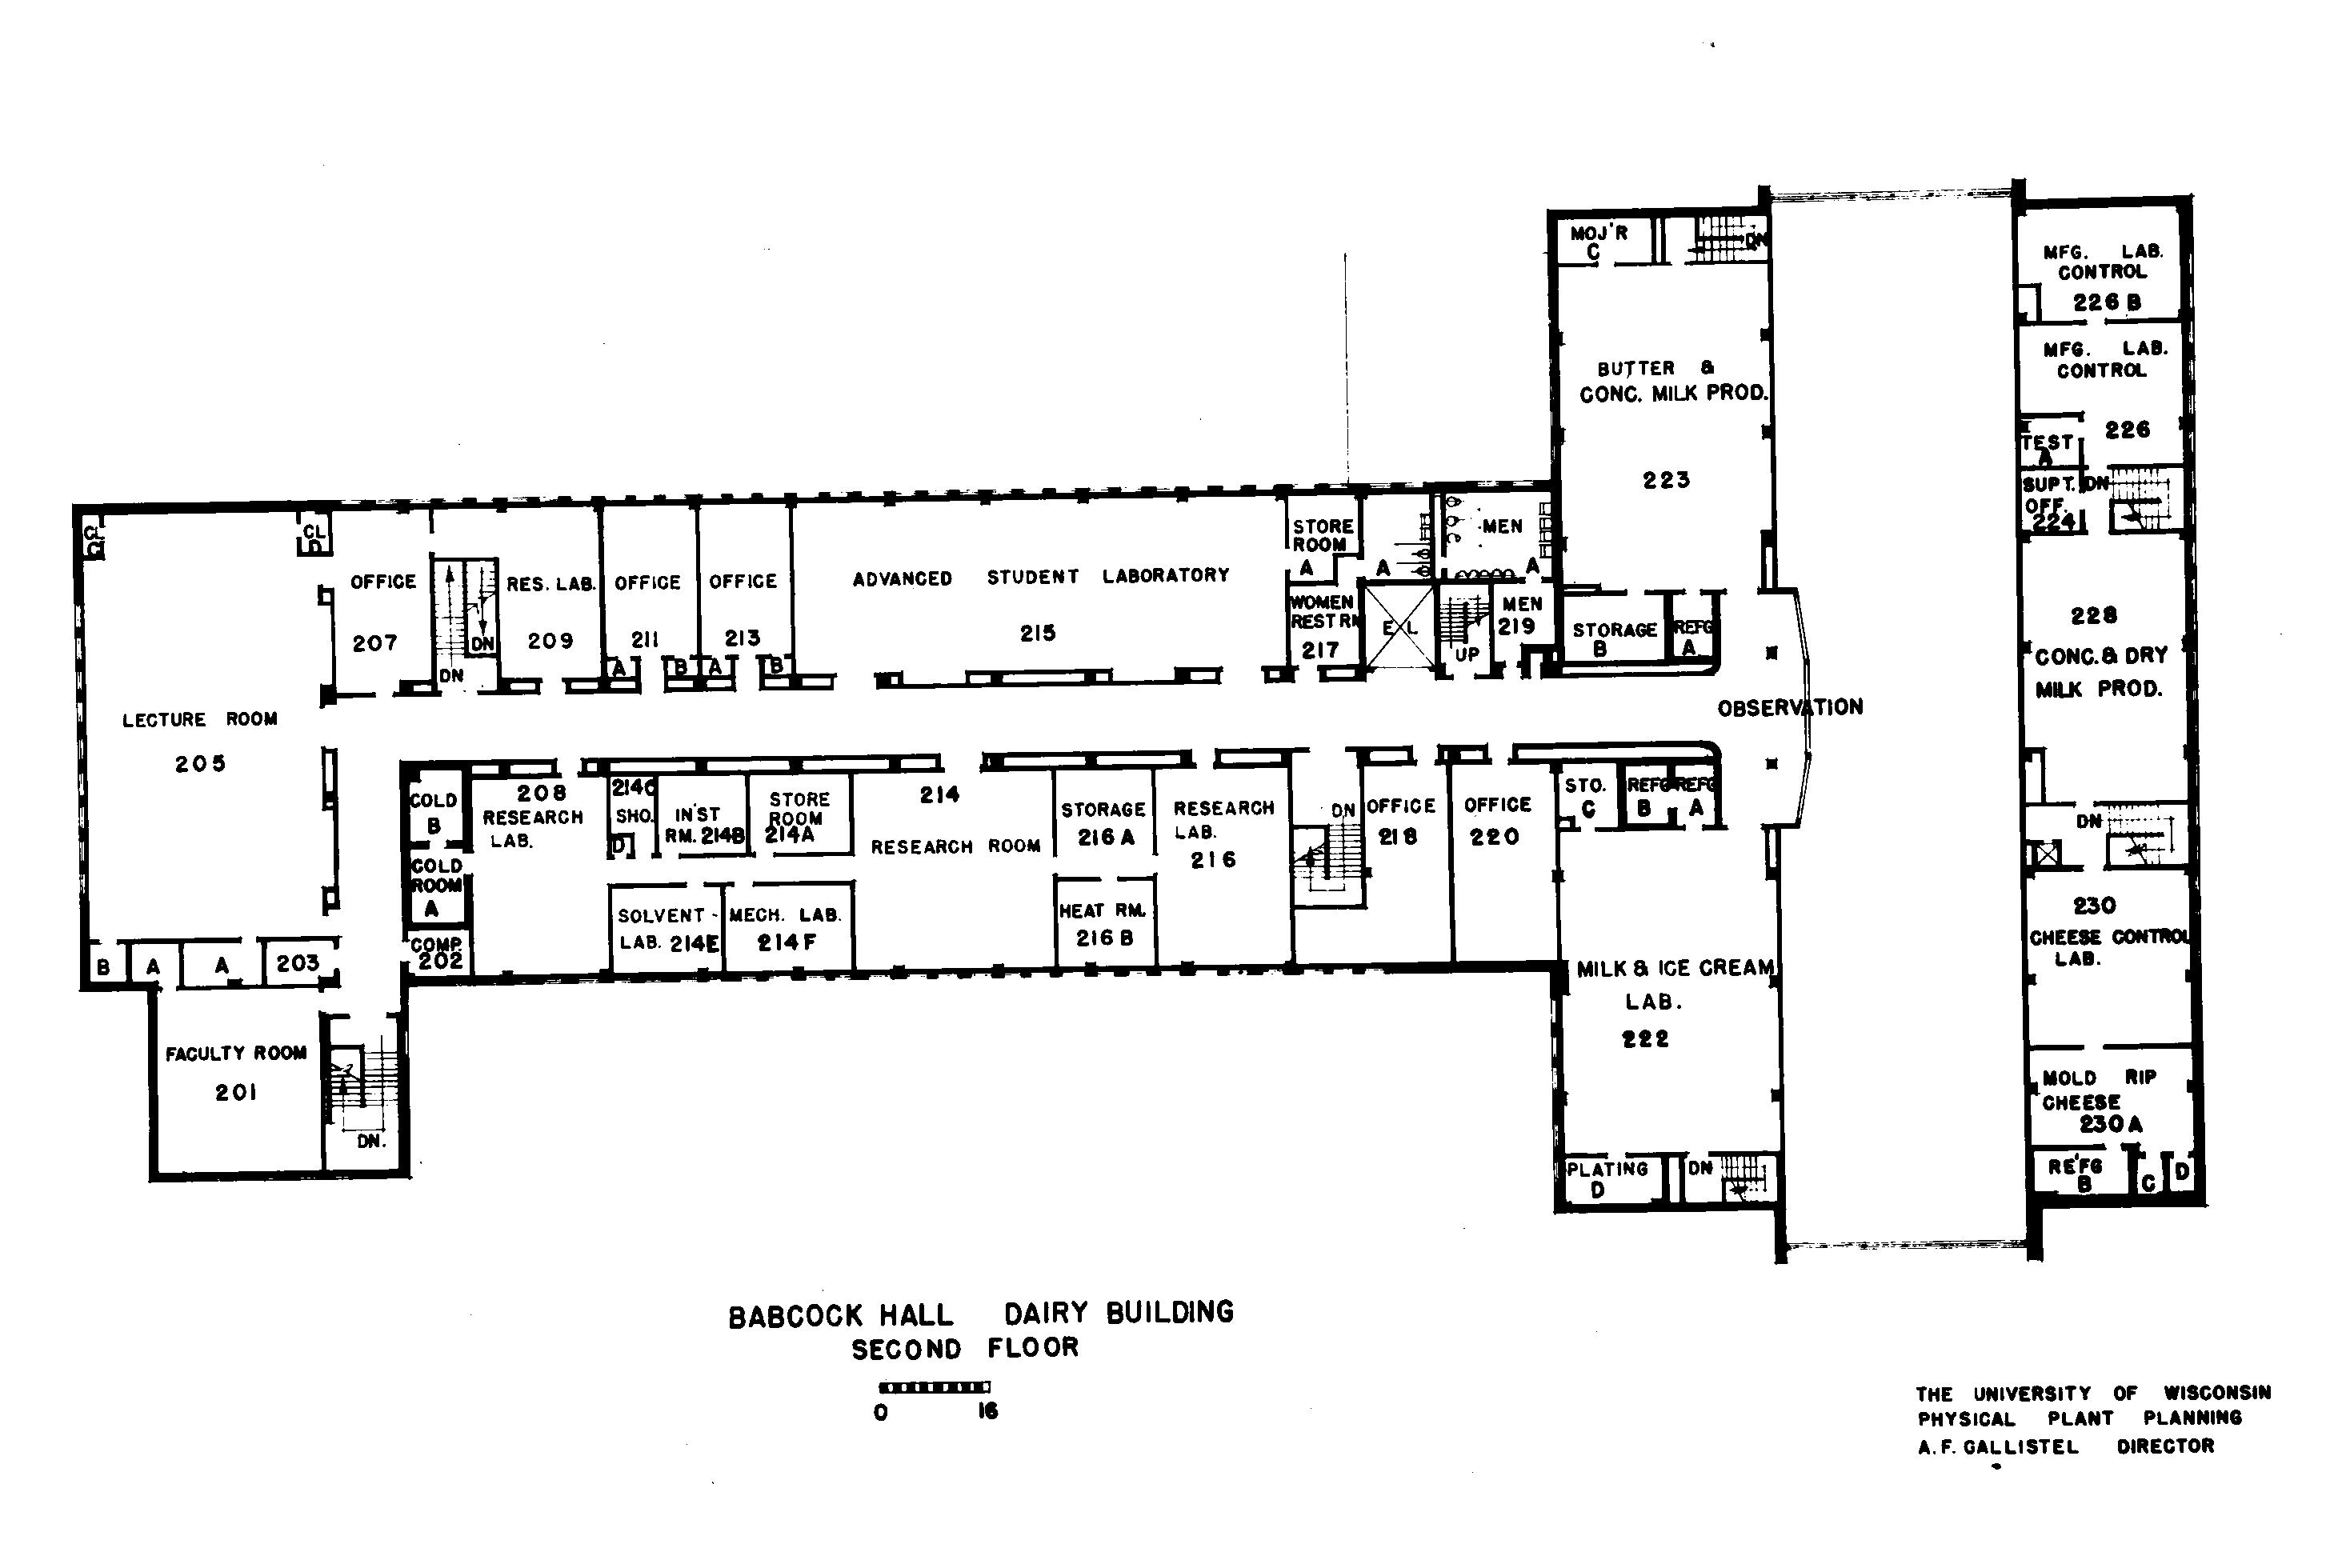 MOJ'R
C
DN
MFG. LAB.
CONTROL
226 B
MFG. LAB.
CONTROL
226
TEST
A
SUPT.
OFF.
224
DN
BUTTER &
CONC. MILK PROD.
223
CL
D
CL
D
OFFICE
207
DN
DN
RES. LAB.
209
OFFICE
211
A
B
OFFICE
213
A
B
ADVANCED STUDENT LABORATORY
215
STORE
ROOM
A
A
WOMEN
REST RM
217
EL
MEN
A
MEN
219
UP
STORAGE
B
REFG
A
228
CONC. & DRY
MILK PROD.
LECTURE ROOM
205
OBSERVATION
COLD
B
COLD
ROOM
A
COMP.
202
208
RESEARCH
LAB.
214C
SHO.
D
IN'ST
RM. 214B
STORE
ROOM
214A
214
RESEARCH ROOM
SOLVENT-
LAB. 214E
MECH. LAB.
214F
STORAGE
216 A
HEAT RM.
216 B
RESEARCH
LAB.
216
DN
OFFICE
218
OFFICE
220
STO.
C
REFG
B
REFG
A
DN
230
CHEESE CONTROL
LAB.
B
A
A
203
MILK & ICE CREAM
LAB.
222
FACULTY ROOM
201
DN.
MOLD RIP
CHEESE
230 A
PLATING
D
DN
RE'FG
B
C
D
BABCOCK HALL DAIRY BUILDING
SECOND FLOOR
0 16
THE UNIVERSITY OF WISCONSIN
PHYSICAL PLANT PLANNING
A. F. GALLISTEL DIRECTOR